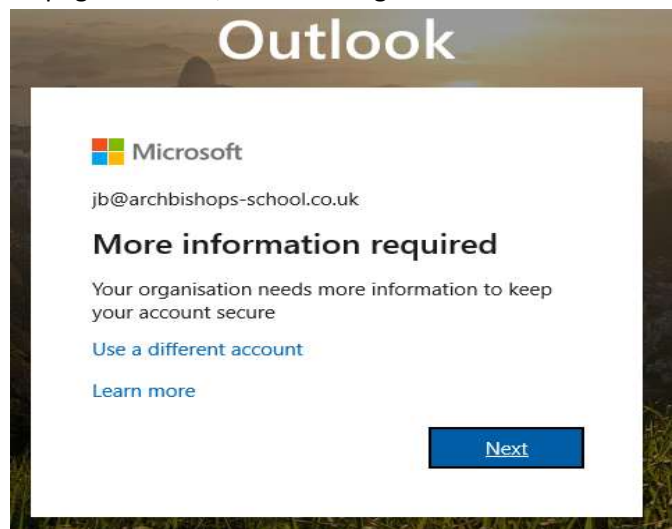 Outlook
Microsoft
jb@archbishops-school.co.uk
More information required
Your organisation needs more information to keep
your account secure
Use a different account
Learn more
Next